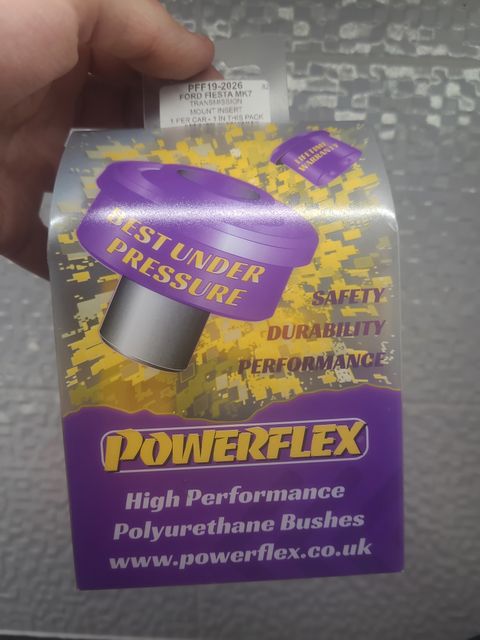 PFF19-2026
FORD FIESTA MK7
TRANSMISSION
MOUNT INSERT
1 PER CAR - 1 IN THIS PACK
LIFETIME
WARRANTY
BEST UNDER
PRESSURE
SAFETY
DURABILITY
PERFORMANCE
POWERFLEX
High Performance
Polyurethane Bushes
www.powerflex.co.uk